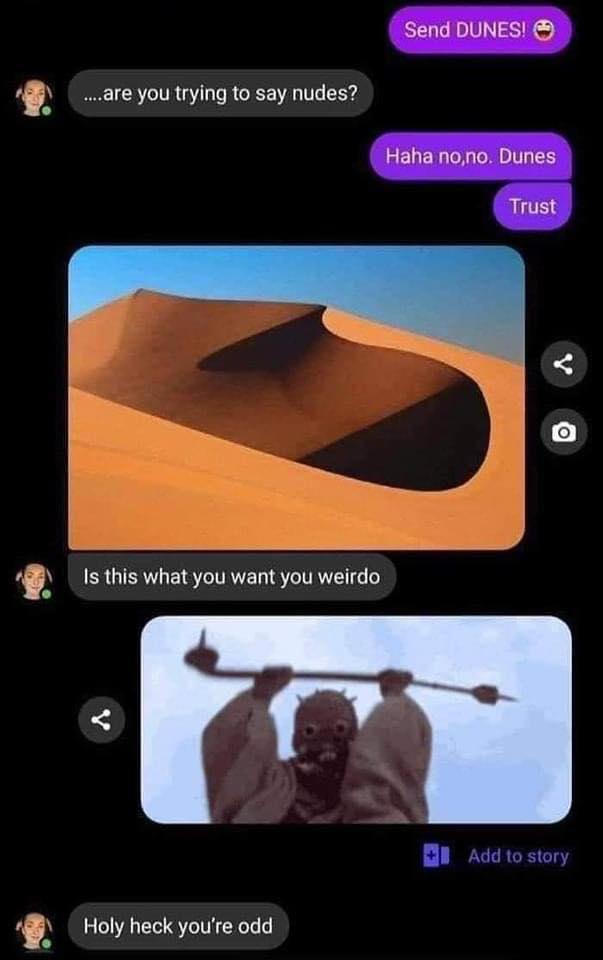 Send DUNES! 😆
....are you trying to say nudes?
Haha no,no. Dunes
Trust
Is this what you want you weirdo
Add to story
Holy heck you're odd